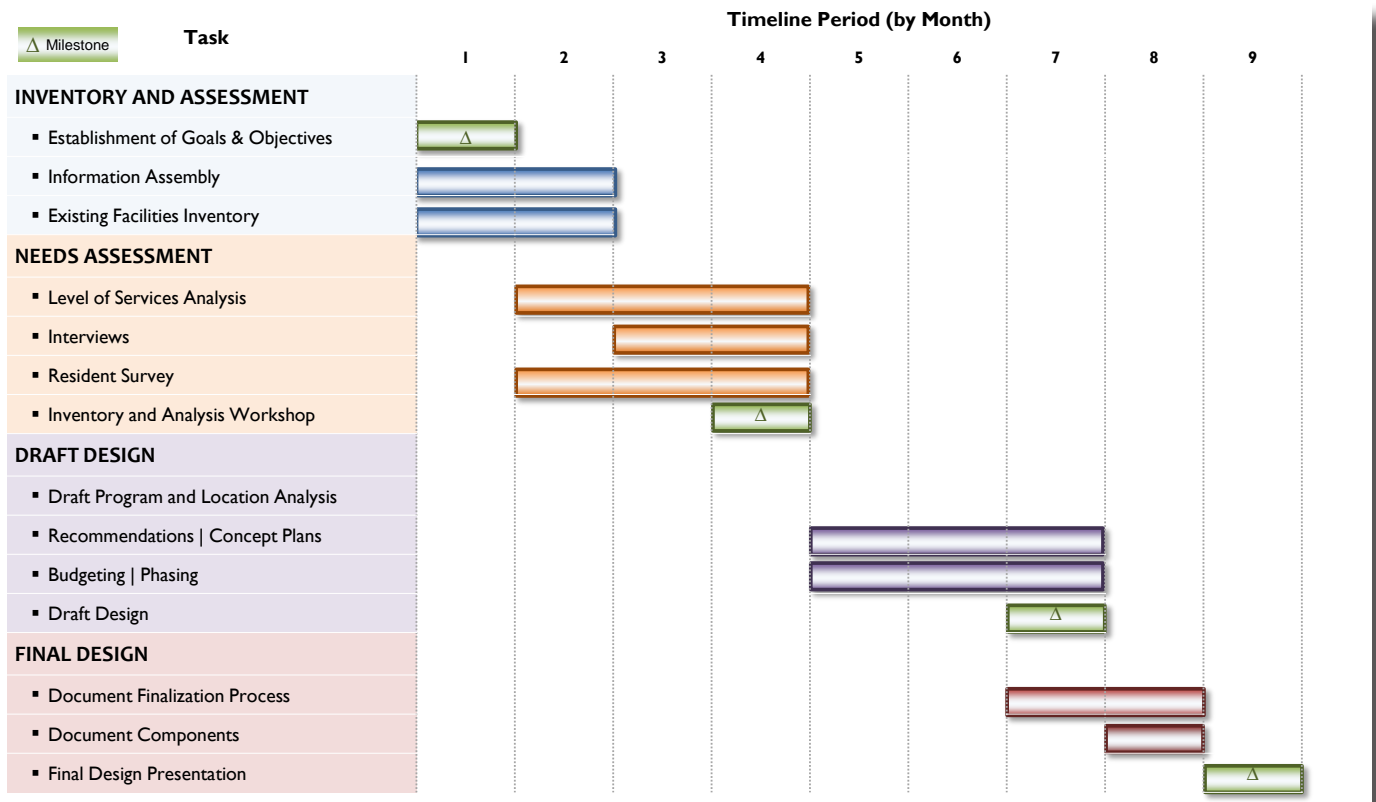 Timeline Period (by Month)
Δ Milestone
Task
1 2 3 4 5 6 7 8 9
INVENTORY AND ASSESSMENT
▪ Establishment of Goals & Objectives
Δ
▪ Information Assembly
▪ Existing Facilities Inventory
NEEDS ASSESSMENT
▪ Level of Services Analysis
▪ Interviews
▪ Resident Survey
▪ Inventory and Analysis Workshop
Δ
DRAFT DESIGN
▪ Draft Program and Location Analysis
▪ Recommendations | Concept Plans
▪ Budgeting | Phasing
▪ Draft Design
Δ
FINAL DESIGN
▪ Document Finalization Process
▪ Document Components
▪ Final Design Presentation
Δ